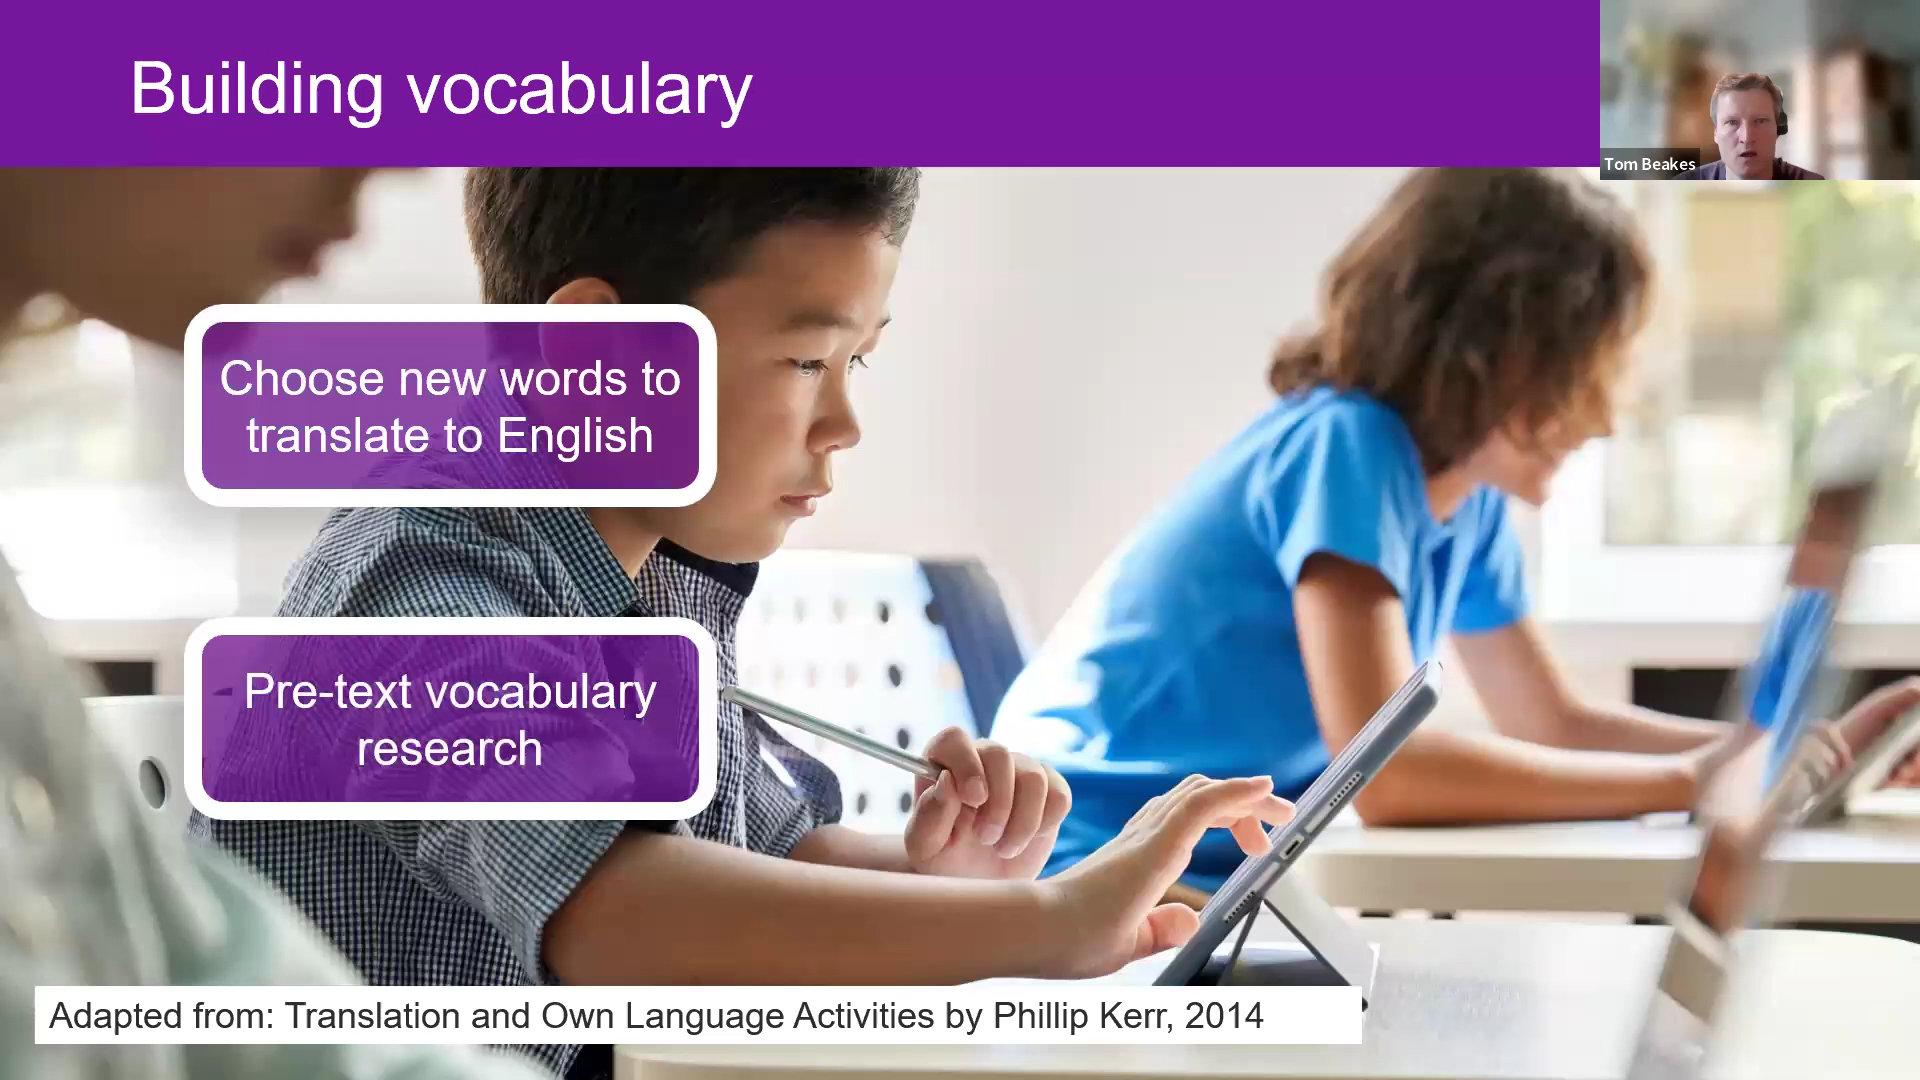 Building vocabulary
Tom Beakes
Choose new words to
translate to English
Pre-text vocabulary
research
Adapted from: Translation and Own Language Activities by Phillip Kerr, 2014